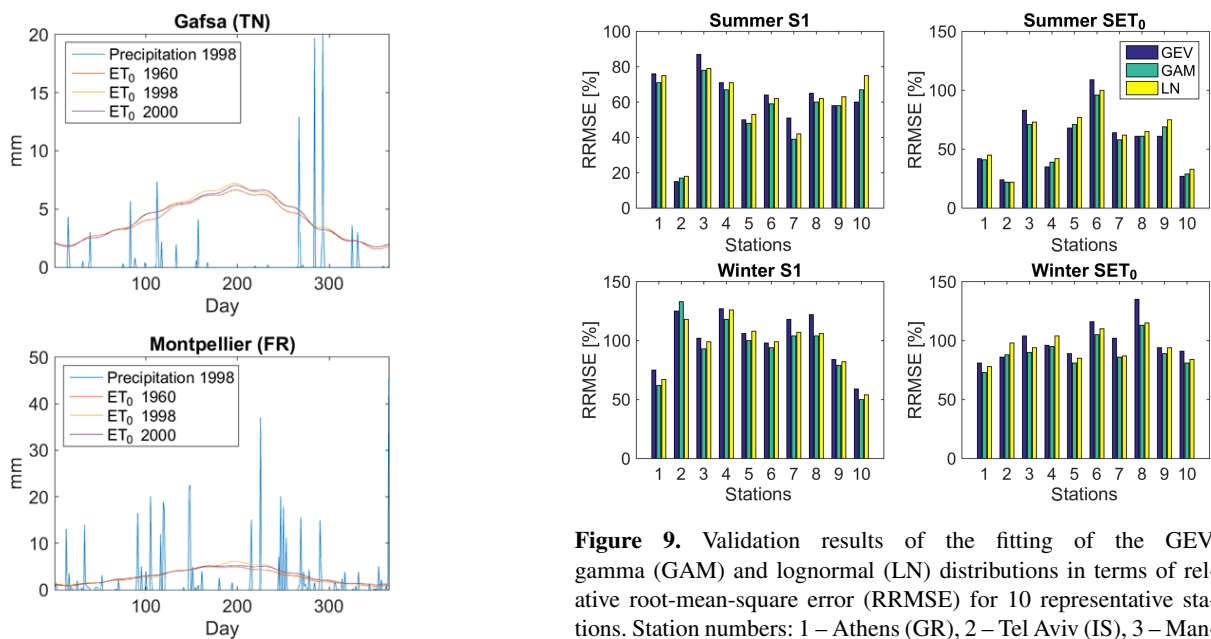 Gafsa (TN)
20
15
10
5
0
mm
Precipitation 1998
ET₀ 1960
ET₀ 1998
ET₀ 2000
100 200 300
Day
Montpellier (FR)
50
40
30
20
10
0
mm
Precipitation 1998
ET₀ 1960
ET₀ 1998
ET₀ 2000
100 200 300
Day
Summer S1
100
80
60
40
20
0
RRMSE [%]
1 2 3 4 5 6 7 8 9 10
Stations
Summer SET₀
150
100
50
0
RRMSE [%]
GEV
GAM
LN
1 2 3 4 5 6 7 8 9 10
Stations
Winter S1
150
100
50
0
RRMSE [%]
1 2 3 4 5 6 7 8 9 10
Stations
Winter SET₀
150
100
50
0
RRMSE [%]
1 2 3 4 5 6 7 8 9 10
Stations
Figure 9. Validation results of the fitting of the GEV
gamma (GAM) and lognormal (LN) distributions in terms of rel-
ative root-mean-square error (RRMSE) for 10 representative sta-
tions. Station numbers: 1 – Athens (GR), 2 – Tel Aviv (IS), 3 – Man-